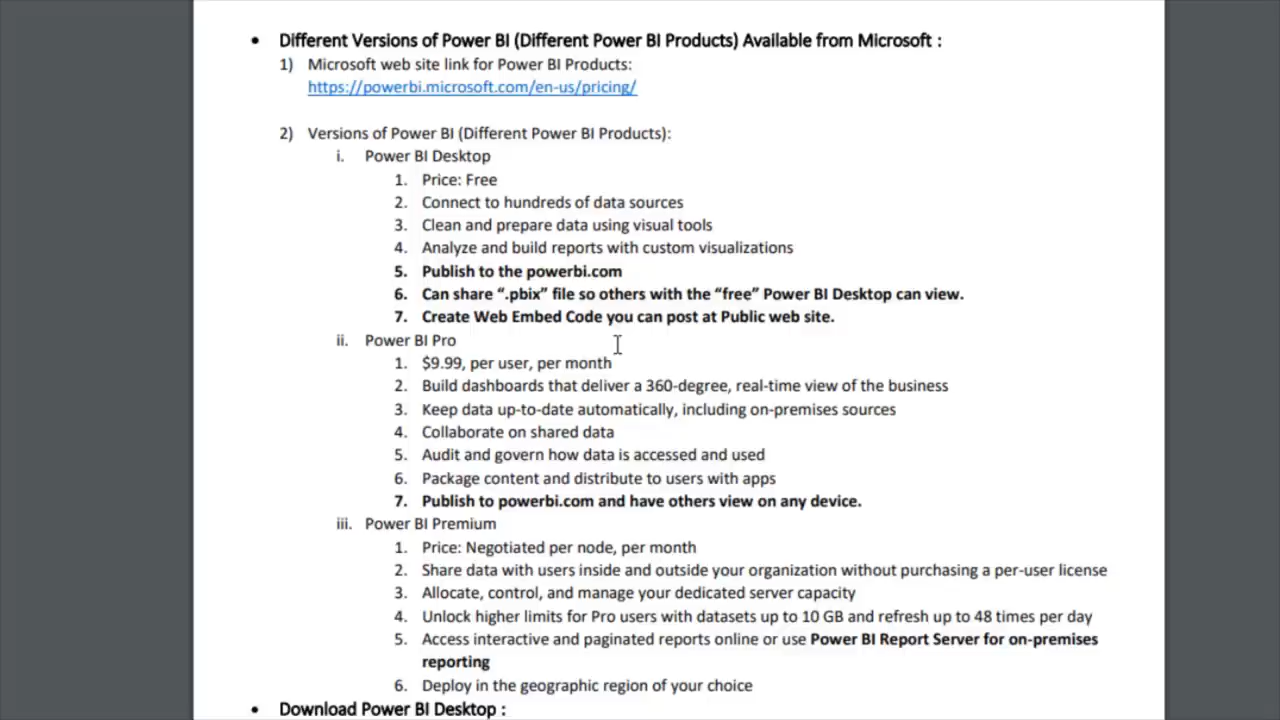 • Different Versions of Power BI (Different Power BI Products) Available from Microsoft :
1) Microsoft web site link for Power BI Products:
https://powerbi.microsoft.com/en-us/pricing/
2) Versions of Power BI (Different Power BI Products):
i. Power BI Desktop
1. Price: Free
2. Connect to hundreds of data sources
3. Clean and prepare data using visual tools
4. Analyze and build reports with custom visualizations
5. Publish to the powerbi.com
6. Can share “.pbix” file so others with the “free” Power BI Desktop can view.
7. Create Web Embed Code you can post at Public web site.
ii. Power BI Pro
1. $9.99, per user, per month
2. Build dashboards that deliver a 360-degree, real-time view of the business
3. Keep data up-to-date automatically, including on-premises sources
4. Collaborate on shared data
5. Audit and govern how data is accessed and used
6. Package content and distribute to users with apps
7. Publish to powerbi.com and have others view on any device.
iii. Power BI Premium
1. Price: Negotiated per node, per month
2. Share data with users inside and outside your organization without purchasing a per-user license
3. Allocate, control, and manage your dedicated server capacity
4. Unlock higher limits for Pro users with datasets up to 10 GB and refresh up to 48 times per day
5. Access interactive and paginated reports online or use Power BI Report Server for on-premises
reporting
6. Deploy in the geographic region of your choice
• Download Power BI Desktop :